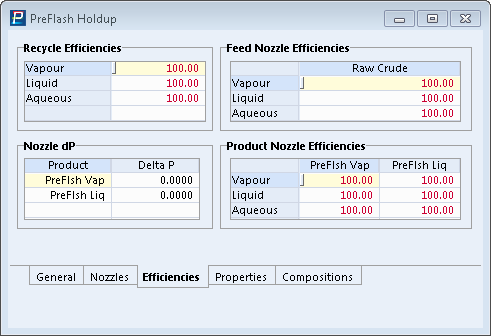 PreFlash Holdup
Recycle Efficiencies
Vapour 100.00
Liquid 100.00
Aqueous 100.00
Feed Nozzle Efficiencies
Raw Crude
Vapour 100.00
Liquid 100.00
Aqueous 100.00
Nozzle dP
Product Delta P
PreFlsh Vap 0.0000
PreFlsh Liq 0.0000
Product Nozzle Efficiencies
PreFlsh Vap PreFlsh Liq
Vapour 100.00 100.00
Liquid 100.00 100.00
Aqueous 100.00 100.00
General Nozzles Efficiencies Properties Compositions